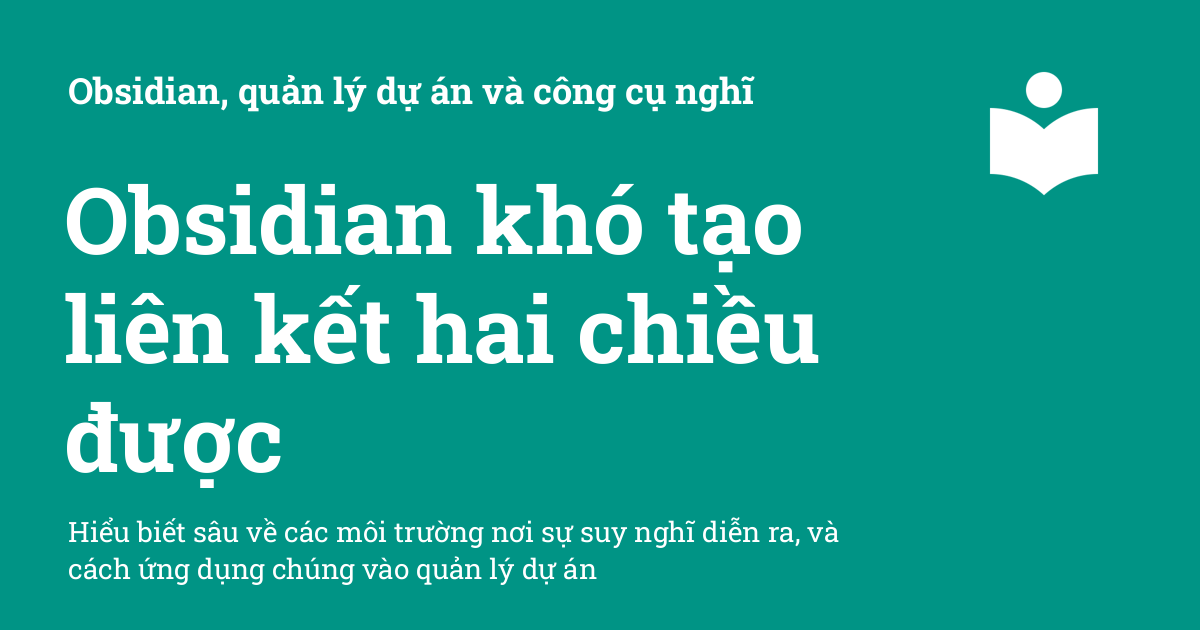 Obsidian, quản lý dự án và công cụ nghĩ
Obsidian khó tạo
liên kết hai chiều
được
Hiểu biết sâu về các môi trường nơi sự suy nghĩ diễn ra, và
cách ứng dụng chúng vào quản lý dự án